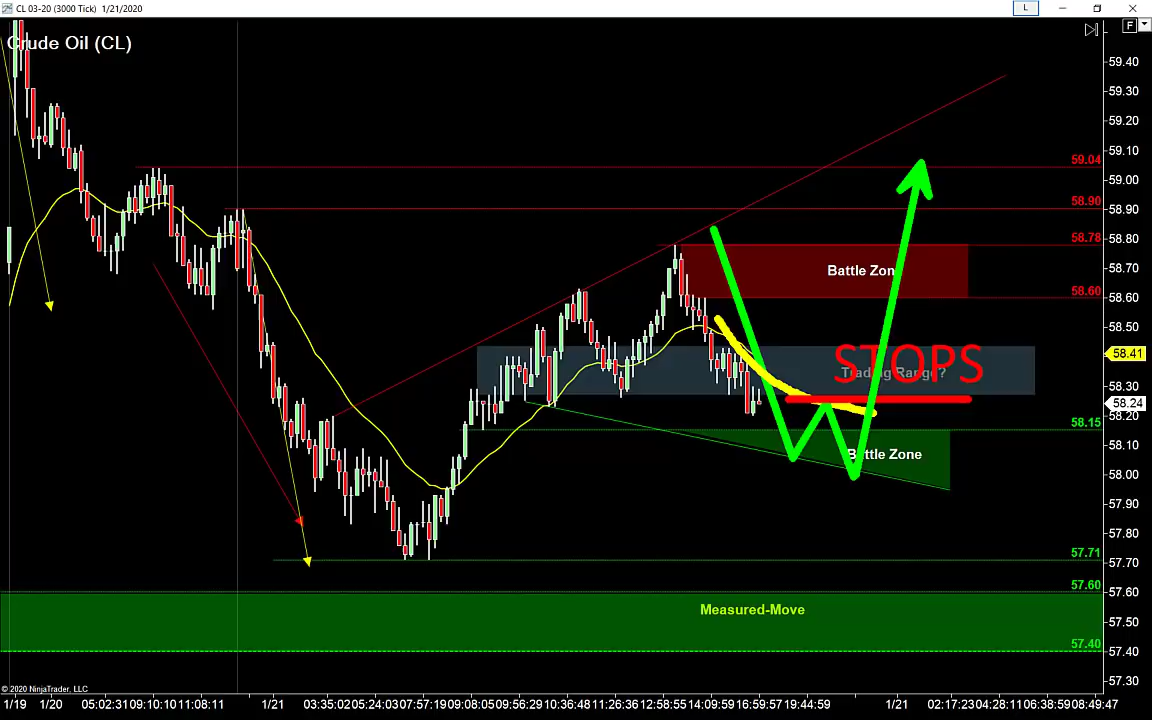 CL 03-20 (3000 Tick) 1/21/2020
L
F
Crude Oil (CL)
59.40
59.30
59.20
59.10
59.04
59.00
58.90
58.90
58.78
58.80
58.70
Battle Zon
58.60
58.60
58.50
STOPS
58.41
Trading Range?
58.30
58.24
58.20
58.15
58.10
Battle Zone
58.00
57.90
57.80
57.71
57.70
57.60
57.60
Measured-Move
57.50
57.40
57.40
57.30
© 2020 NinjaTrader, LLC
1/19 1/20 05:02:31 09:10:10 11:08:11 1/21 03:35:02 05:24:03 07:57:19 09:08:05 09:56:29 10:36:48 11:26:36 12:58:55 14:09:59 16:59:57 19:44:59 1/21 02:17:23 04:28:11 06:38:59 08:49:47